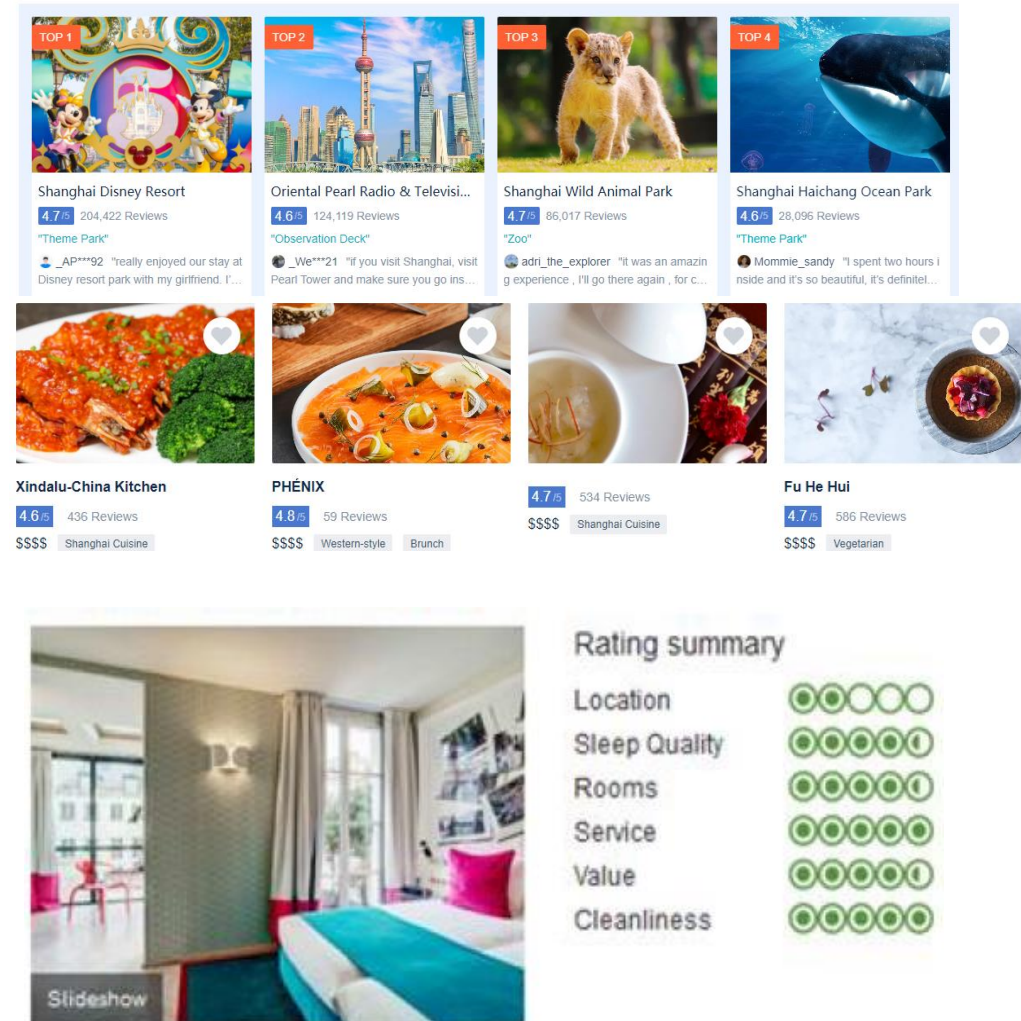 TOP 1
TOP 2
TOP 3
TOP 4
5
Shanghai Disney Resort
4.7/5 204,422 Reviews
"Theme Park"
_AP***92 "really enjoyed our stay at
Disney resort park with my girlfriend. I'...
Oriental Pearl Radio & Televisi...
4.6/5 124,119 Reviews
"Observation Deck"
_We***21 "if you visit Shanghai, visit
Pearl Tower and make sure you go ins...
Shanghai Wild Animal Park
4.7/5 86,017 Reviews
"Zoo"
adri_the_explorer "it was an amazin
g experience , I'll go there again , for c...
Shanghai Haichang Ocean Park
4.6/5 28,096 Reviews
"Theme Park"
Mommie_sandy "I spent two hours i
nside and it's so beautiful, it's definitel...
Xindalu-China Kitchen
4.6/5 436 Reviews
$$$$ Shanghai Cuisine
PHÉNIX
4.8/5 59 Reviews
$$$$ Western-style Brunch
4.7/5 534 Reviews
$$$$ Shanghai Cuisine
Fu He Hui
4.7/5 586 Reviews
$$$$ Vegetarian
Slideshow
Rating summary
Location
Sleep Quality
Rooms
Service
Value
Cleanliness